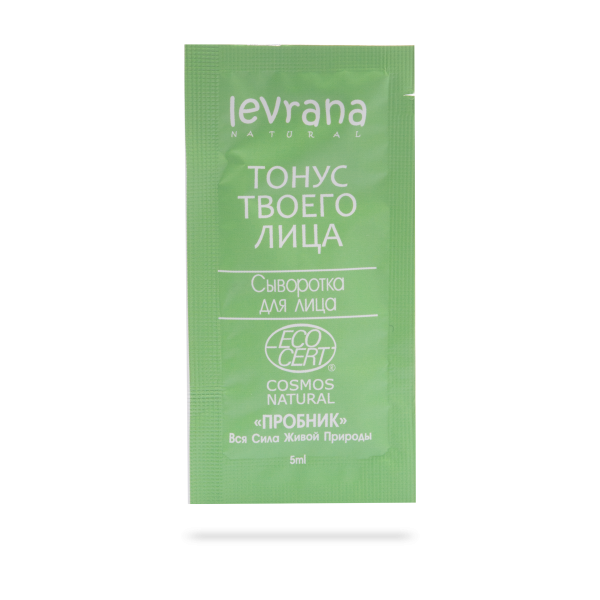 levrana
NATURAL
ТОНУС
ТВОЕГО
ЛИЦА
Сыворотка
для лица
ECO
CERT®
COSMOS
NATURAL
«ПРОБНИК»
Вся Сила Живой Природы
5ml